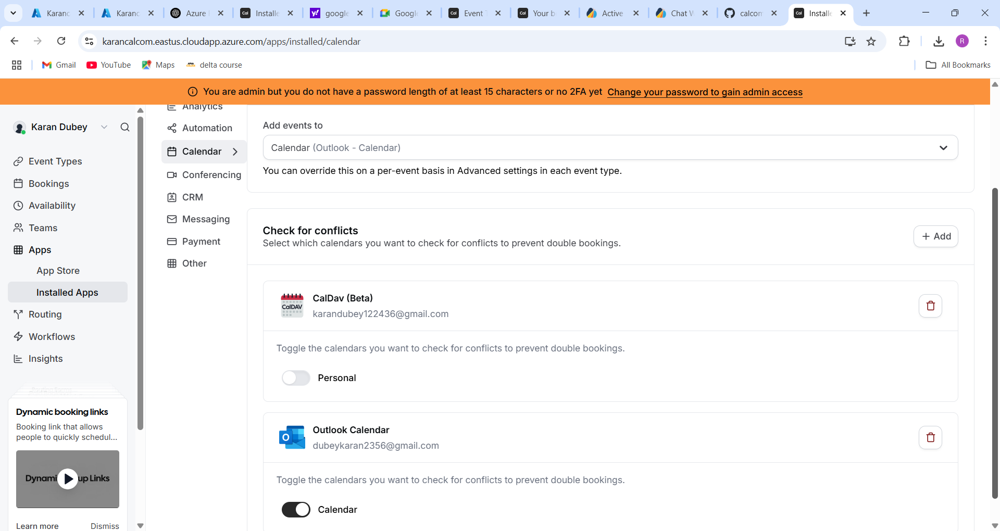 Karanc
Karanc
Azure
Installe
google
Google
Event T
Your b
Active
Chat W
calcom
Installe
karancalcom.eastus.cloudapp.azure.com/apps/installed/calendar
R
Gmail
YouTube
Maps
delta course
All Bookmarks
You are admin but you do not have a password length of at least 15 characters or no 2FA yet Change your password to gain admin access
Karan Dubey
Event Types
Bookings
Availability
Teams
Apps
App Store
Installed Apps
Routing
Workflows
Insights
Dynamic booking links
Booking link that allows
people to quickly schedul...
Dynami up Links
Learn more
Dismiss
Analytics
Automation
Calendar
Conferencing
CRM
Messaging
Payment
Other
Add events to
Calendar (Outlook - Calendar)
You can override this on a per-event basis in Advanced settings in each event type.
Check for conflicts
Select which calendars you want to check for conflicts to prevent double bookings.
+ Add
CalDAV
CalDav (Beta)
karandubey122436@gmail.com
Toggle the calendars you want to check for conflicts to prevent double bookings.
Personal
Outlook Calendar
dubeykaran2356@gmail.com
Toggle the calendars you want to check for conflicts to prevent double bookings.
Calendar